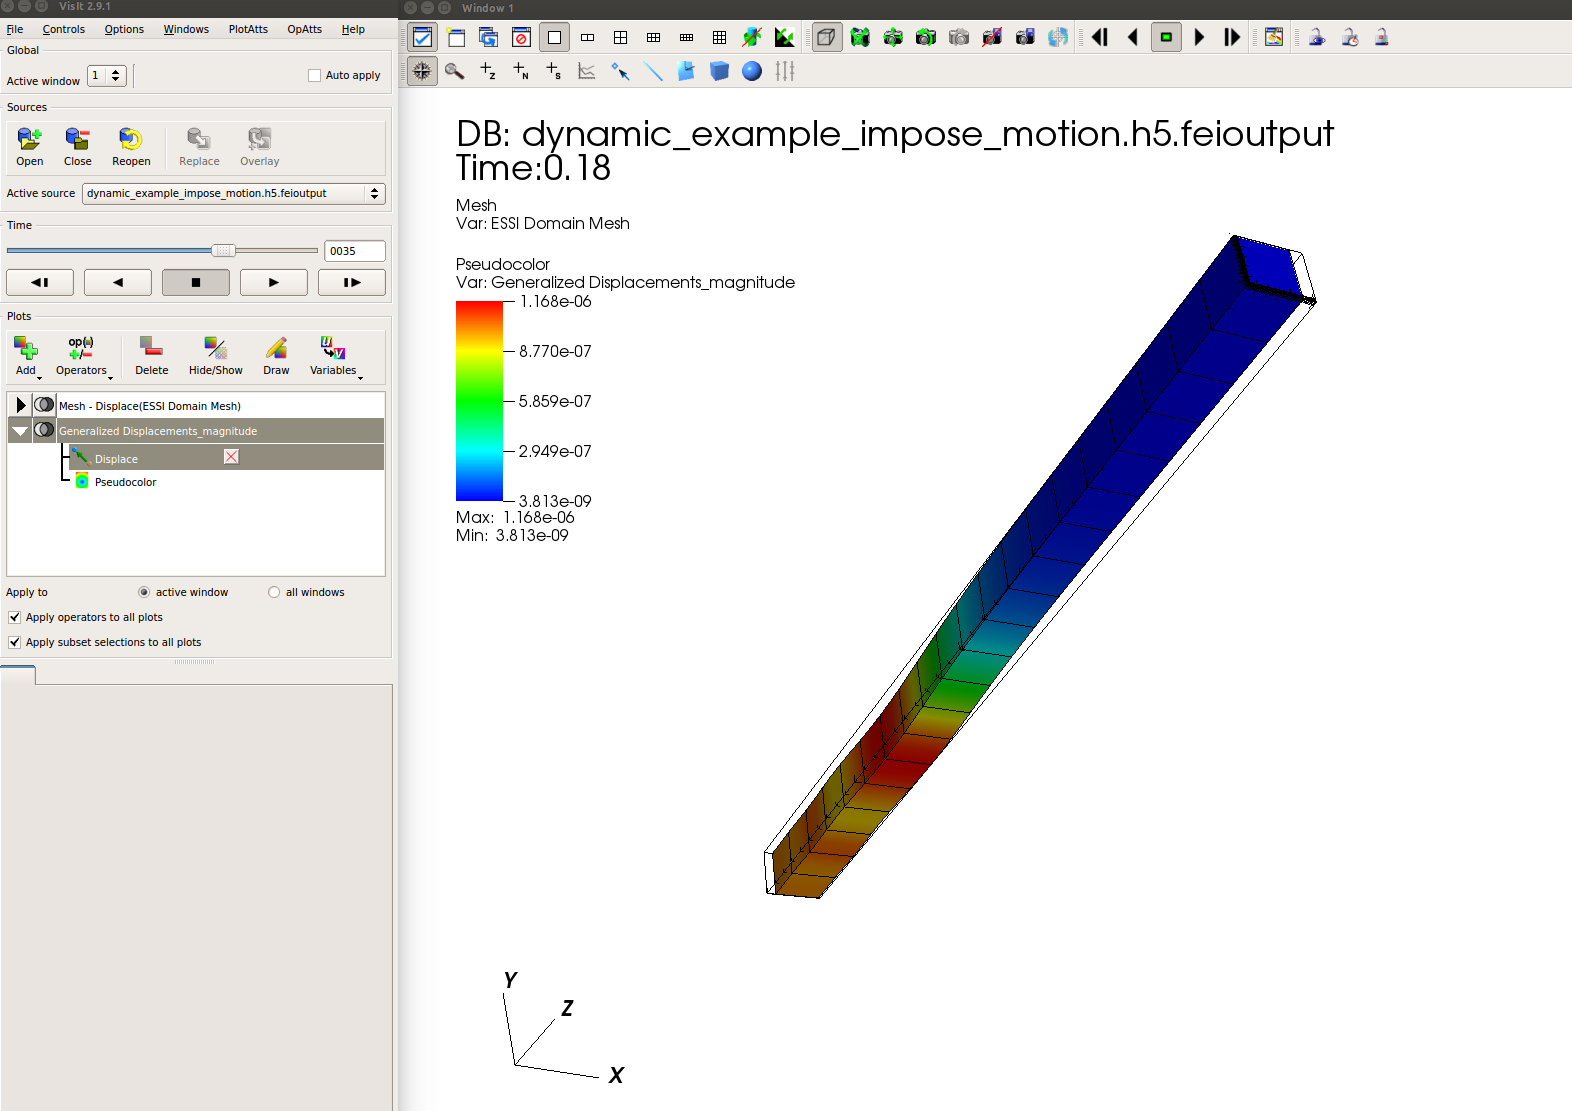 VisIt 2.9.1
File Controls Options Windows PlotAtts OpAtts Help
Global
Active window 1 Auto apply
Sources
Open Close Reopen Replace Overlay
Active source dynamic_example_impose_motion.h5.feioutput
Time
0035
Plots
Add Operators Delete Hide/Show Draw Variables
Mesh - Displace(ESSI Domain Mesh)
Generalized Displacements_magnitude
Displace
Pseudocolor
Apply to active window all windows
Apply operators to all plots
Apply subset selections to all plots
Window 1
DB: dynamic_example_impose_motion.h5.feioutput
Time:0.18
Mesh
Var: ESSI Domain Mesh
Pseudocolor
Var: Generalized Displacements_magnitude
1.168e-06
8.770e-07
5.859e-07
2.949e-07
3.813e-09
Max: 1.168e-06
Min: 3.813e-09
Y
Z
X